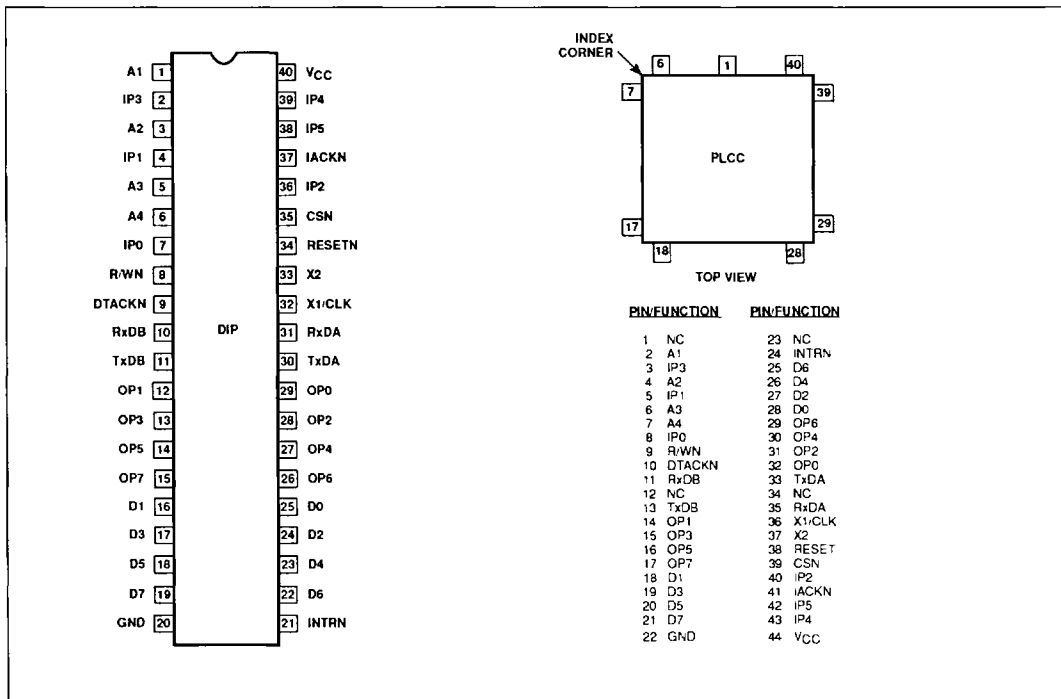 A1 1 40 VCC
IP3 2 39 IP4
A2 3 38 IP5
IP1 4 37 IACKN
A3 5 36 IP2
A4 6 35 CSN
IP0 7 34 RESETN
R/WN 8 33 X2
DTACKN 9 32 X1/CLK
RxDB 10 DIP 31 RxDA
TxDB 11 30 TxDA
OP1 12 29 OP0
OP3 13 28 OP2
OP5 14 27 OP4
OP7 15 26 OP6
D1 16 25 D0
D3 17 24 D2
D5 18 23 D4
D7 19 22 D6
GND 20 21 INTRN
INDEX
CORNER
6 1 40
7 39
PLCC
17 29
18 28
TOP VIEW
PIN/FUNCTION PIN/FUNCTION
1 NC 23 NC
2 A1 24 INTRN
3 IP3 25 D6
4 A2 26 D4
5 IP1 27 D2
6 A3 28 D0
7 A4 29 OP6
8 IP0 30 OP4
9 R/WN 31 OP2
10 DTACKN 32 OP0
11 RxDB 33 TxDA
12 NC 34 NC
13 TxDB 35 RxDA
14 OP1 36 X1/CLK
15 OP3 37 X2
16 OP5 38 RESET
17 OP7 39 CSN
18 D1 40 IP2
19 D3 41 IACKN
20 D5 42 IP5
21 D7 43 IP4
22 GND 44 VCC